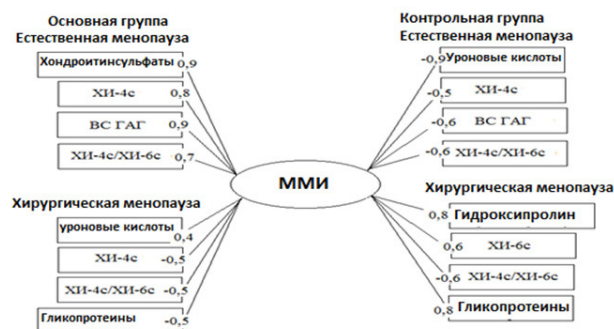 Основная группа
Естественная менопауза
Хондроитинсульфаты 0,9
ХИ-4с 0,8
ВС ГАГ 0,9
ХИ-4с/ХИ-6с 0,7
Хирургическая менопауза
уроновые кислоты 0,4
ХИ-4с -0,5
ХИ-4с/ХИ-6с -0,5
Гликопротеины -0,5
ММИ
Контрольная группа
Естественная менопауза
-0,9 Уроновые кислоты
-0,5 ХИ-4с
-0,6 ВС ГАГ
-0,6 ХИ-4с/ХИ-6с
Хирургическая менопауза
0,8 Гидроксипролин
0,6 ХИ-6с
-0,6 ХИ-4с/ХИ-6с
0,8 Гликопротеины